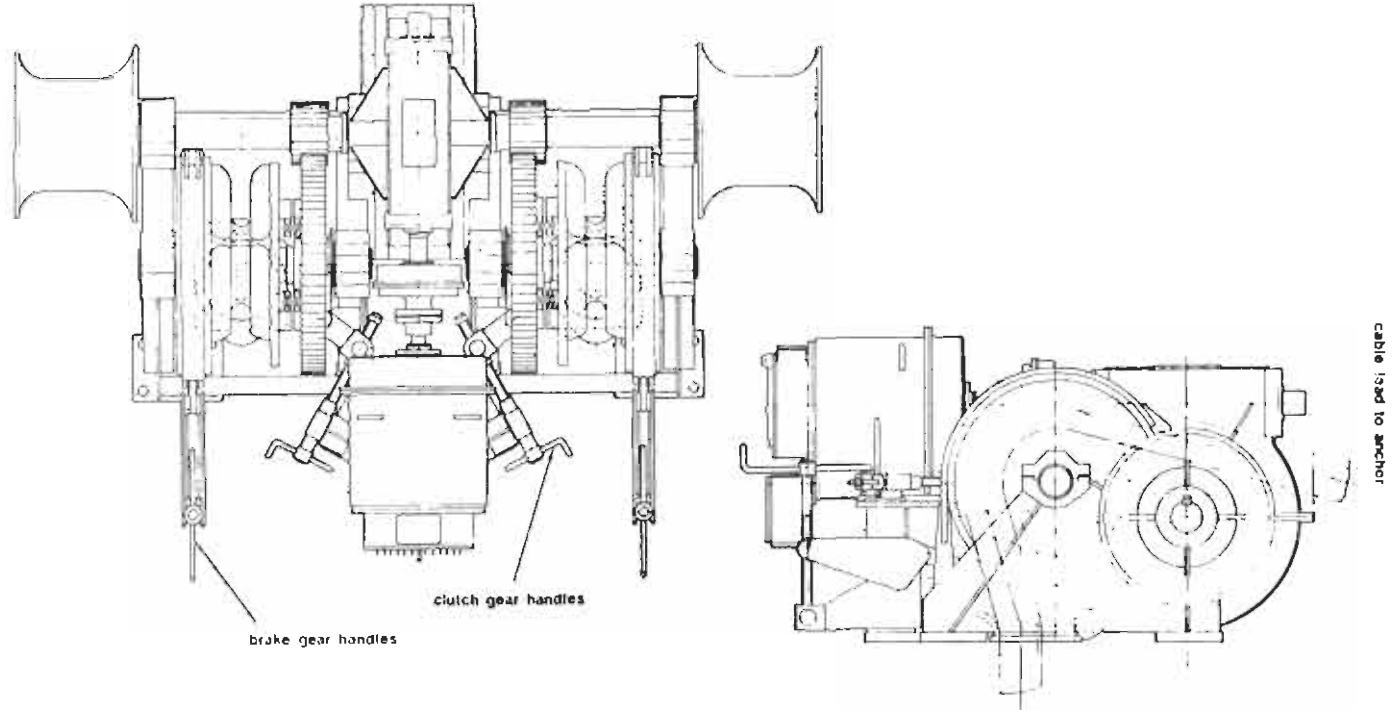 clutch gear handles
brake gear handles
cable lead to anchor